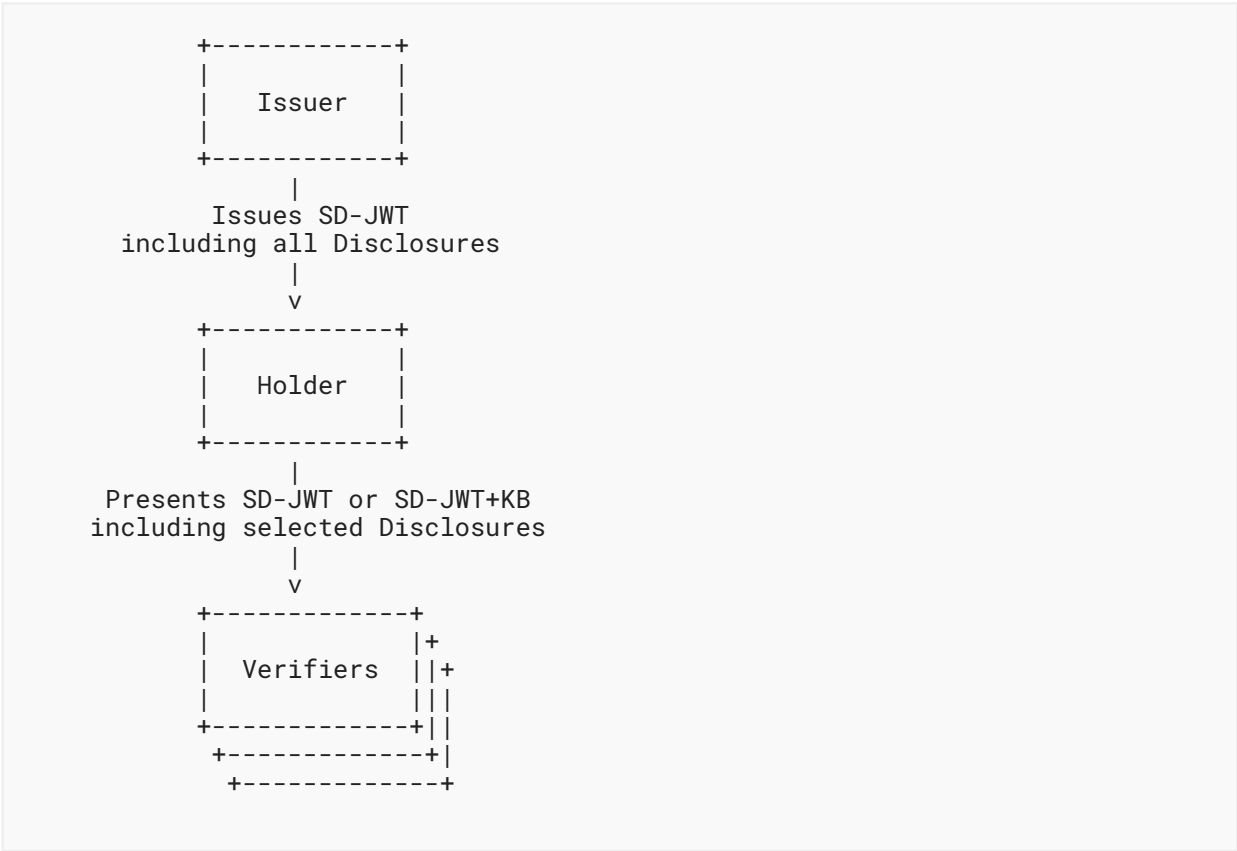 Issuer
Issues SD-JWT
including all Disclosures
Holder
Presents SD-JWT or SD-JWT+KB
including selected Disclosures
Verifiers